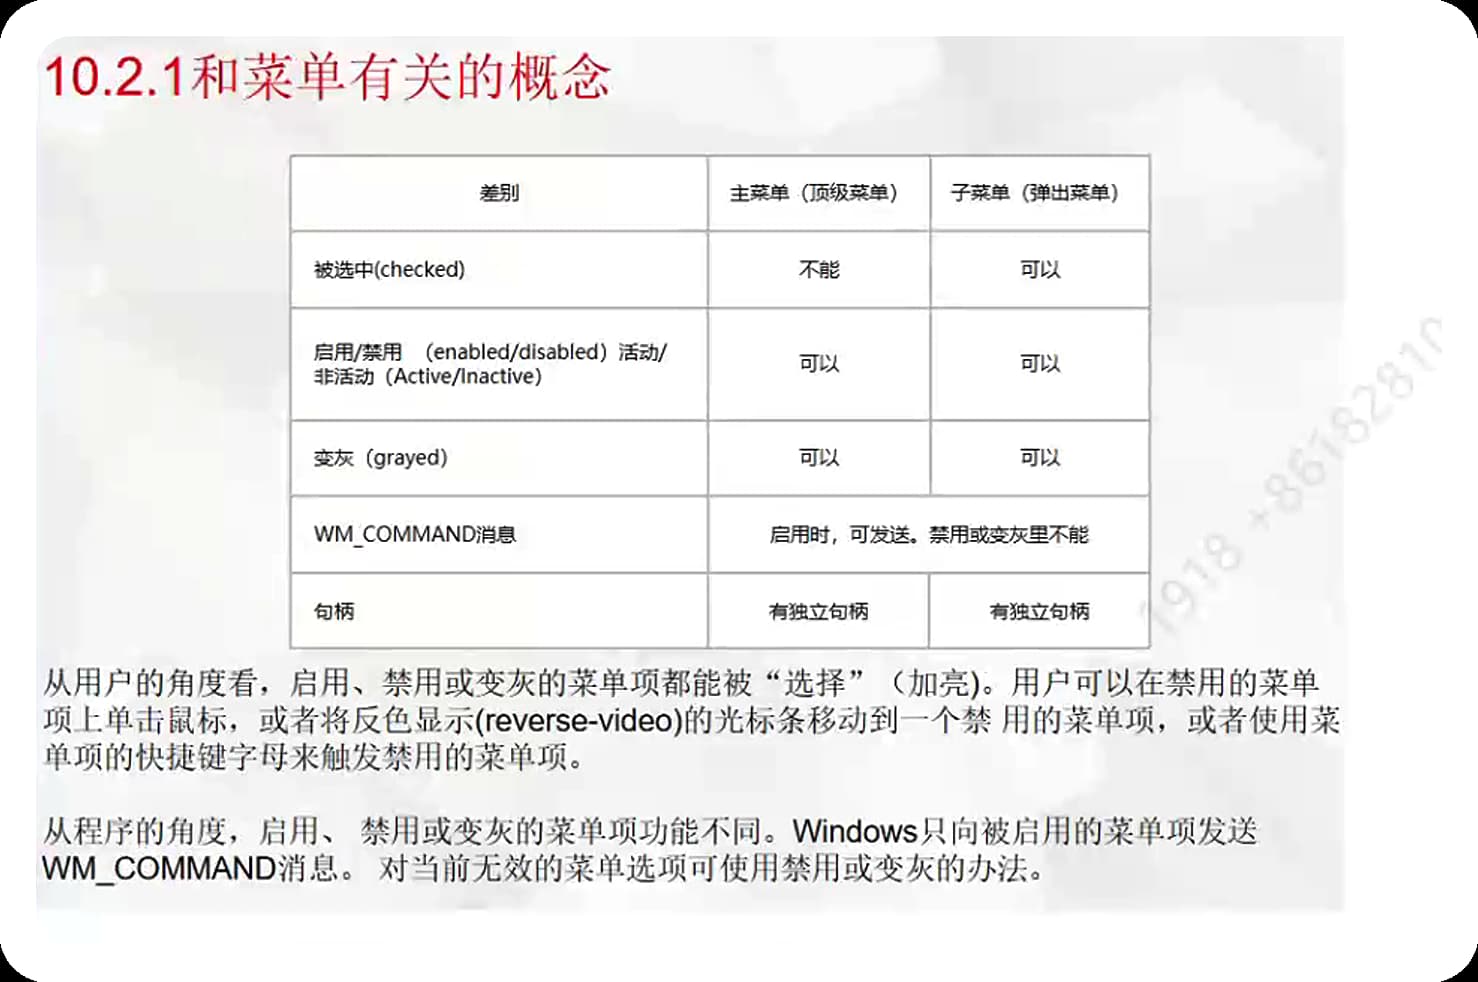 10.2.1和菜单有关的概念
差别 主菜单（顶级菜单） 子菜单（弹出菜单）
被选中(checked) 不能 可以
启用/禁用 （enabled/disabled）活动/
非活动（Active/Inactive） 可以 可以
变灰（grayed） 可以 可以
WM_COMMAND消息 启用时，可发送。禁用或变灰里不能
句柄 有独立句柄 有独立句柄
从用户的角度看，启用、禁用或变灰的菜单项都能被“选择”（加亮)。用户可以在禁用的菜单
项上单击鼠标，或者将反色显示(reverse-video)的光标条移动到一个禁 用的菜单项，或者使用菜
单项的快捷键字母来触发禁用的菜单项。
从程序的角度，启用、 禁用或变灰的菜单项功能不同。Windows只向被启用的菜单项发送
WM_COMMAND消息。 对当前无效的菜单选项可使用禁用或变灰的办法。
1918 +86182810